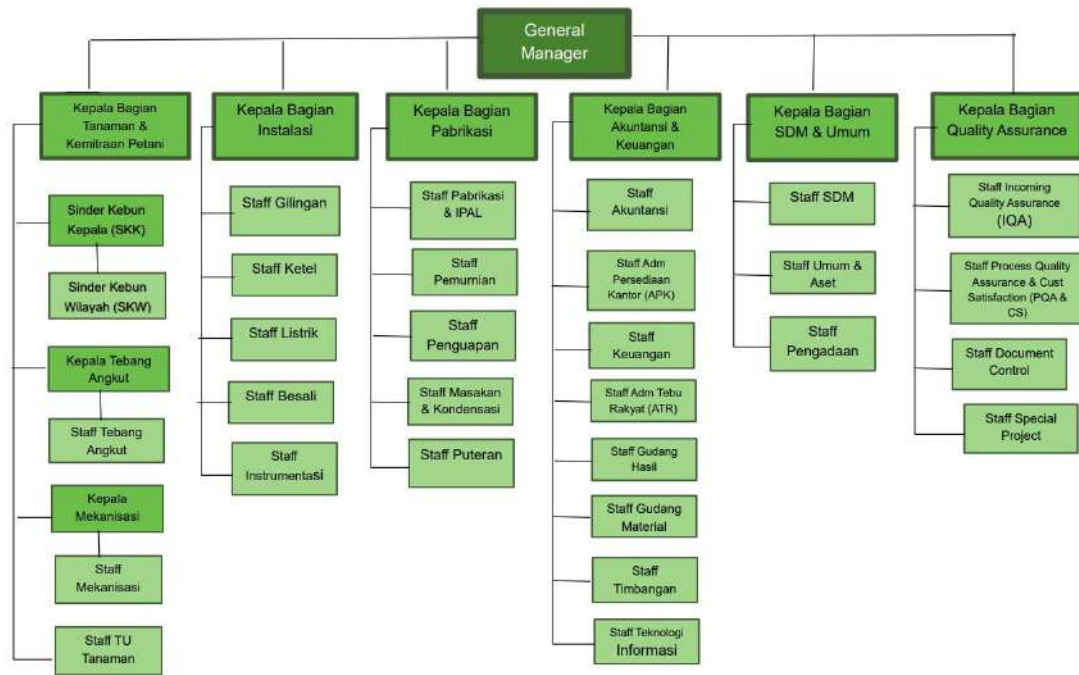 General
Manager
Kepala Bagian
Tanaman &
Kemitraan Petani
Kepala Bagian
Instalasi
Kepala Bagian
Pabrikasi
Kepala Bagian
Akuntansi &
Keuangan
Kepala Bagian
SDM & Umum
Kepala Bagian
Quality Assurance
Sinder Kebun
Kepala (SKK)
Sinder Kebun
Wilayah (SKW)
Kepala Tebang
Angkut
Staff Tebang
Angkut
Kepala
Mekanisasi
Staff
Mekanisasi
Staff TU
Tanaman
Staff Gilingan
Staff Ketel
Staff Listrik
Staff Besali
Staff
Instrumentasi
Staff Pabrikasi
& IPAL
Staff
Pemurnian
Staff
Penguapan
Staff Masakan
& Kondensasi
Staff Puteran
Staff
Akuntansi
Staff Adm
Persediaan
Kantor (APK)
Staff
Keuangan
Staff Adm Tebu
Rakyat (ATR)
Staff Gudang
Hasil
Staff Gudang
Material
Staff
Timbangan
Staff Teknologi
Informasi
Staff SDM
Staff Umum &
Aset
Staff
Pengadaan
Staff Incoming
Quality Assurance
(IQA)
Staff Process Quality
Assurance & Cust
Satisfaction (PQA &
CS)
Staff Document
Control
Staff Special
Project